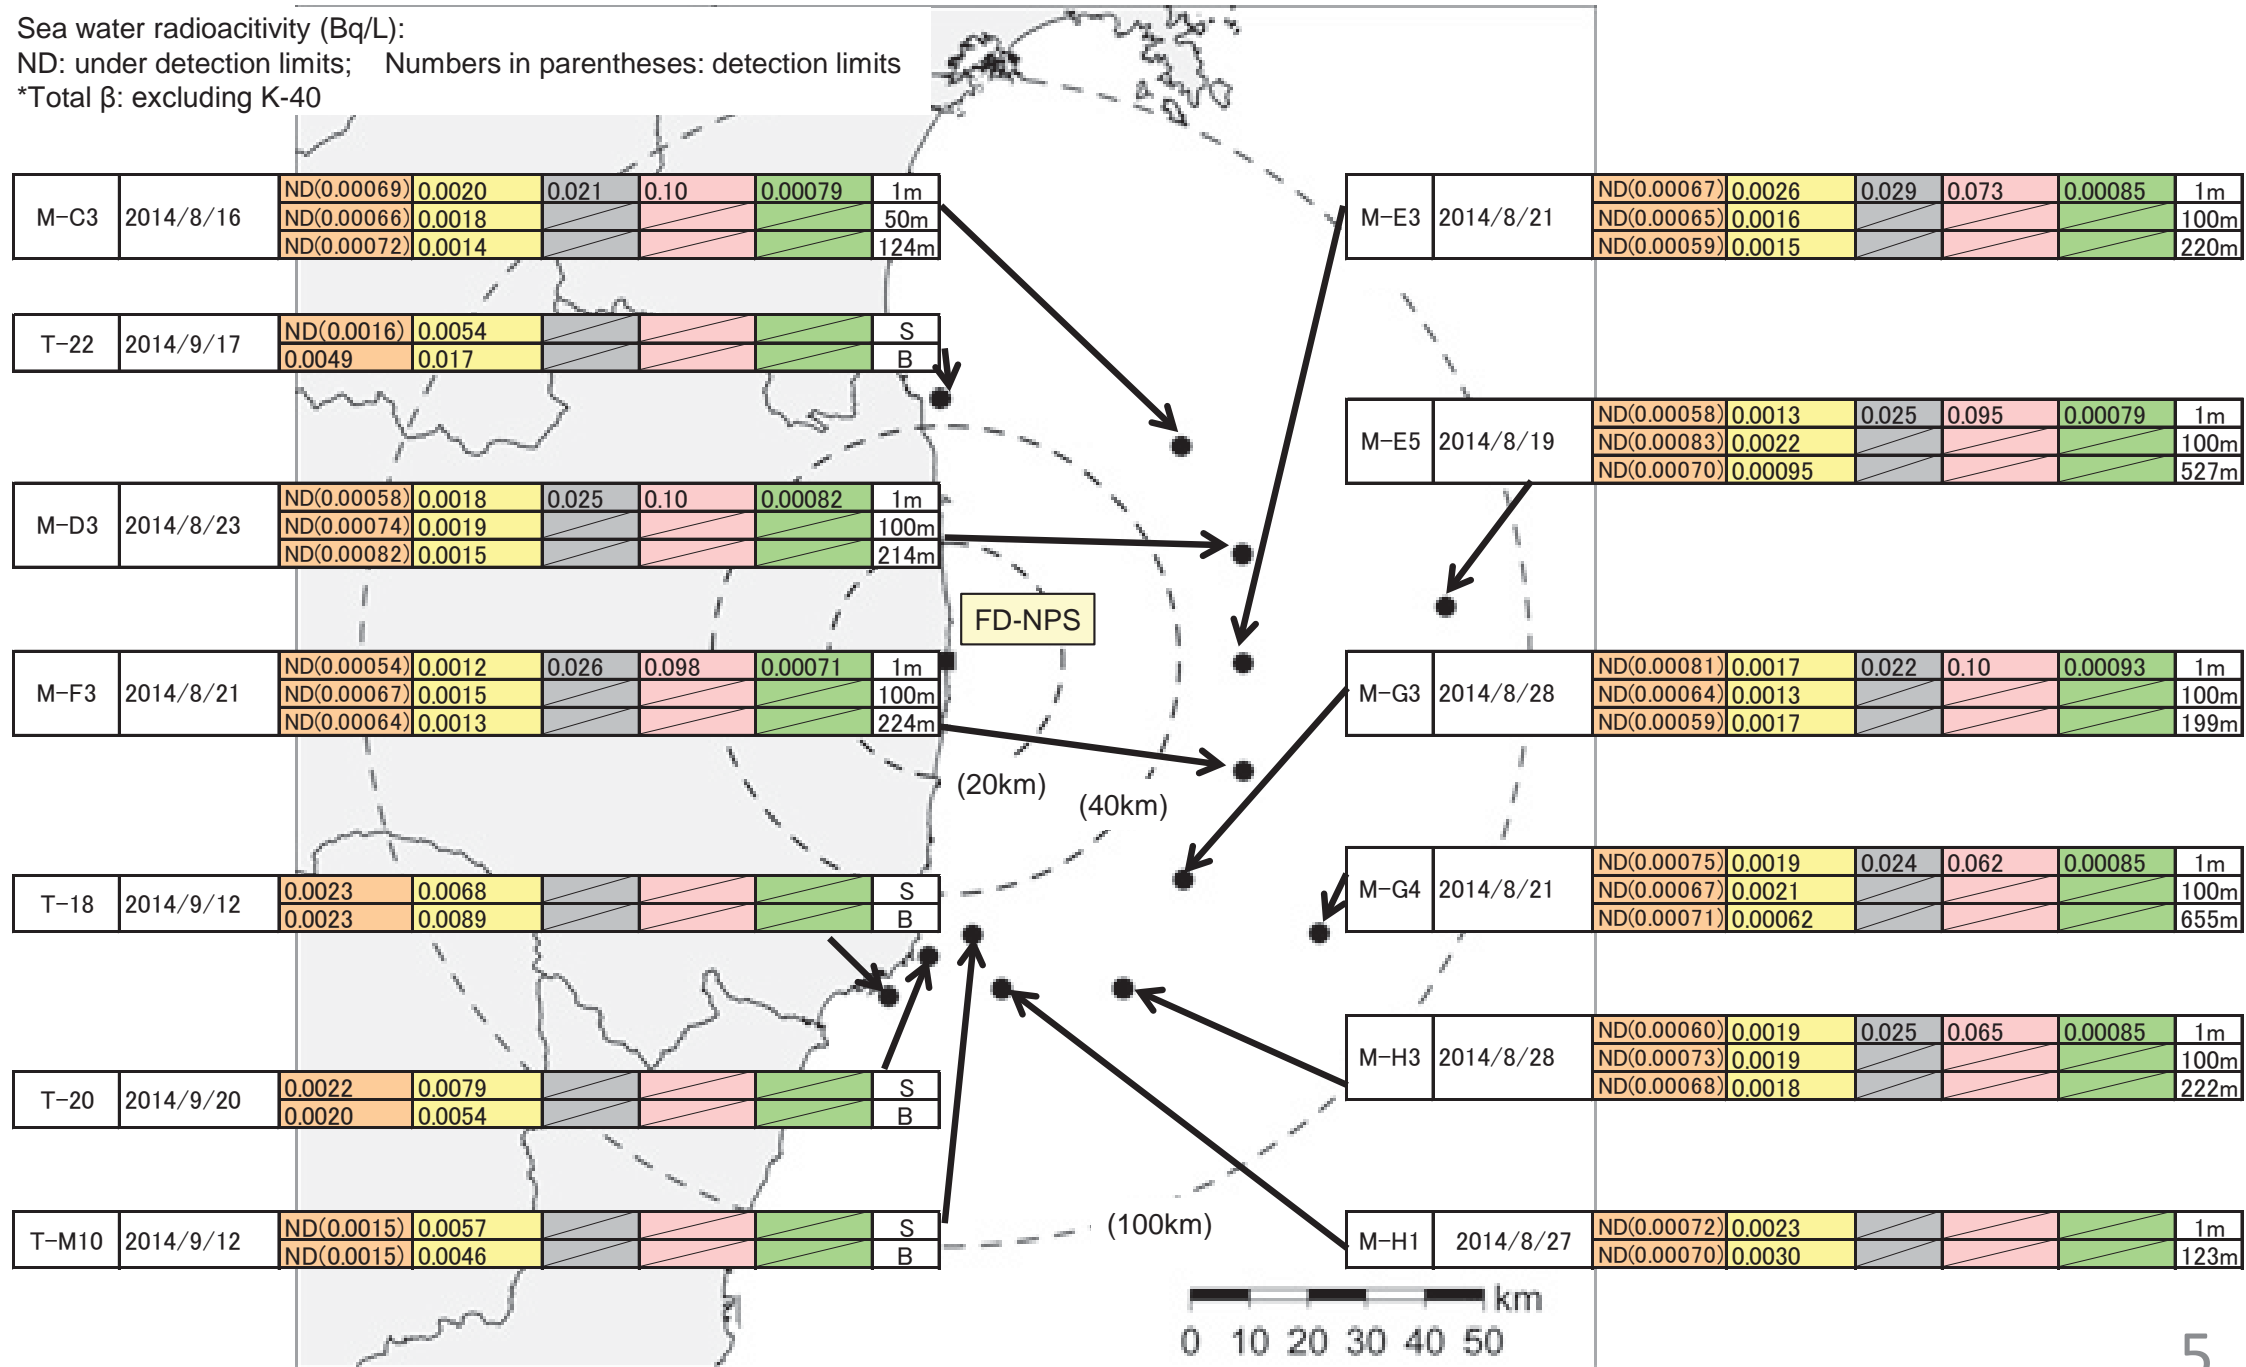 Sea water radioacitivity (Bq/L):
ND: under detection limits; Numbers in parentheses: detection limits
*Total β: excluding K-40
M-C3 2014/8/16 ND(0.00069) 0.0020 0.021 0.10 0.00079 1m
ND(0.00066) 0.0018 50m
ND(0.00072) 0.0014 124m
T-22 2014/9/17 ND(0.0016) 0.0054 S
0.0049 0.017 B
M-D3 2014/8/23 ND(0.00058) 0.0018 0.025 0.10 0.00082 1m
ND(0.00074) 0.0019 100m
ND(0.00082) 0.0015 214m
M-F3 2014/8/21 ND(0.00054) 0.0012 0.026 0.098 0.00071 1m
ND(0.00067) 0.0015 100m
ND(0.00064) 0.0013 224m
T-18 2014/9/12 0.0023 0.0068 S
0.0023 0.0089 B
T-20 2014/9/20 0.0022 0.0079 S
0.0020 0.0054 B
T-M10 2014/9/12 ND(0.0015) 0.0057 S
ND(0.0015) 0.0046 B
FD-NPS
(20km)
(40km)
(100km)
M-E3 2014/8/21 ND(0.00067) 0.0026 0.029 0.073 0.00085 1m
ND(0.00065) 0.0016 100m
ND(0.00059) 0.0015 220m
M-E5 2014/8/19 ND(0.00058) 0.0013 0.025 0.095 0.00079 1m
ND(0.00083) 0.0022 100m
ND(0.00070) 0.00095 527m
M-G3 2014/8/28 ND(0.00081) 0.0017 0.022 0.10 0.00093 1m
ND(0.00064) 0.0013 100m
ND(0.00059) 0.0017 199m
M-G4 2014/8/21 ND(0.00075) 0.0019 0.024 0.062 0.00085 1m
ND(0.00067) 0.0021 100m
ND(0.00071) 0.00062 655m
M-H3 2014/8/28 ND(0.00060) 0.0019 0.025 0.065 0.00085 1m
ND(0.00073) 0.0019 100m
ND(0.00068) 0.0018 222m
M-H1 2014/8/27 ND(0.00072) 0.0023 1m
ND(0.00070) 0.0030 123m
km
0 10 20 30 40 50
5